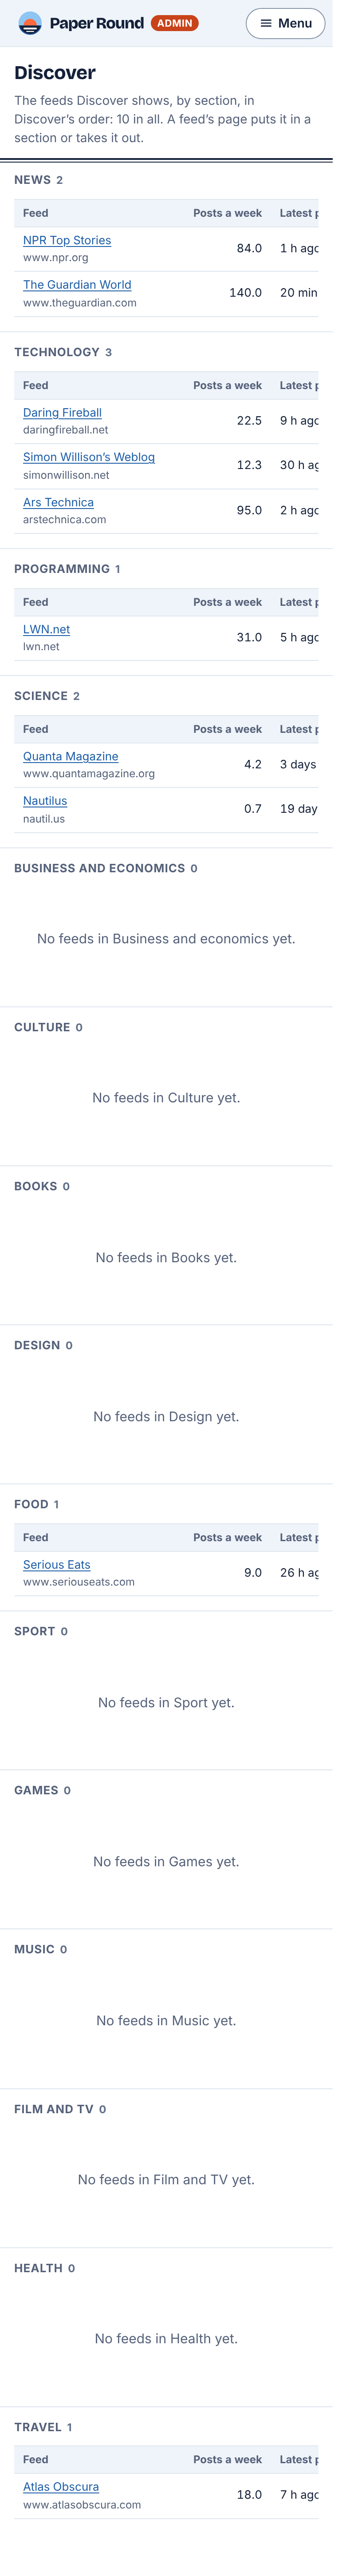 Paper Round ADMIN Menu
Discover
The feeds Discover shows, by section, in
Discover's order: 10 in all. A feed's page puts it in a
section or takes it out.
NEWS 2
Feed Posts a week Latest p
NPR Top Stories
www.npr.org
84.0 1 h ago
The Guardian World
www.theguardian.com
140.0 20 min
TECHNOLOGY 3
Feed Posts a week Latest p
Daring Fireball
daringfireball.net
22.5 9 h ago
Simon Willison's Weblog
simonwillison.net
12.3 30 h ag
Ars Technica
arstechnica.com
95.0 2 h ago
PROGRAMMING 1
Feed Posts a week Latest p
LWN.net
lwn.net
31.0 5 h ago
SCIENCE 2
Feed Posts a week Latest p
Quanta Magazine
www.quantamagazine.org
4.2 3 days
Nautilus
nautil.us
0.7 19 day
BUSINESS AND ECONOMICS 0
No feeds in Business and economics yet.
CULTURE 0
No feeds in Culture yet.
BOOKS 0
No feeds in Books yet.
DESIGN 0
No feeds in Design yet.
FOOD 1
Feed Posts a week Latest p
Serious Eats
www.seriouseats.com
9.0 26 h ag
SPORT 0
No feeds in Sport yet.
GAMES 0
No feeds in Games yet.
MUSIC 0
No feeds in Music yet.
FILM AND TV 0
No feeds in Film and TV yet.
HEALTH 0
No feeds in Health yet.
TRAVEL 1
Feed Posts a week Latest p
Atlas Obscura
www.atlasobscura.com
18.0 7 h ago